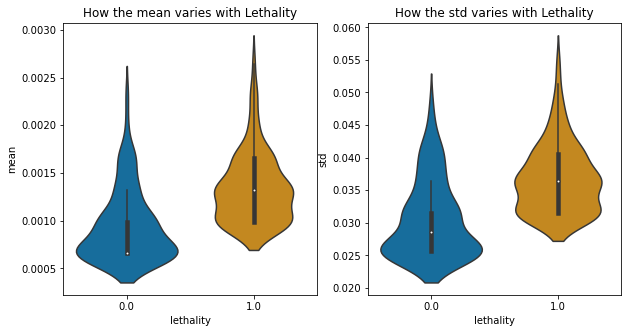 How the mean varies with Lethality
mean
0.0030
0.0025
0.0020
0.0015
0.0010
0.0005
0.0 1.0
lethality
How the std varies with Lethality
std
0.060
0.055
0.050
0.045
0.040
0.035
0.030
0.025
0.020
0.0 1.0
lethality